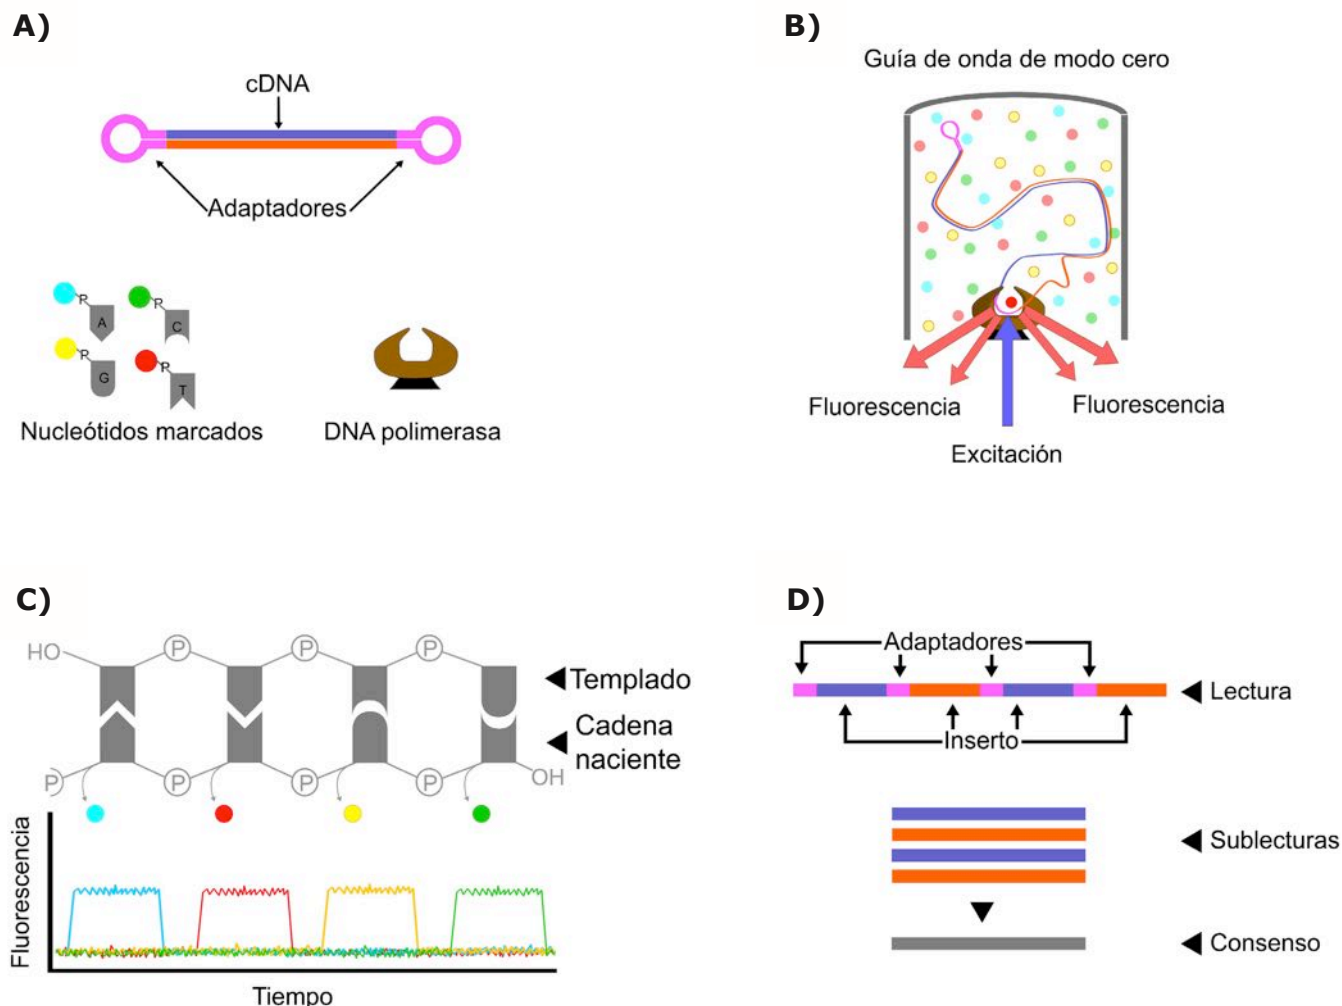 A)
cDNA
Adaptadores
P
A
P
C
P
G
P
T
Nucleótidos marcados
DNA polimerasa
B)
Guía de onda de modo cero
Fluorescencia
Fluorescencia
Excitación
C)
HO
P
P
P
Templado
Cadena
naciente
P
P
P
P
OH
Fluorescencia
Tiempo
D)
Adaptadores
Lectura
Inserto
Sublecturas
Consenso